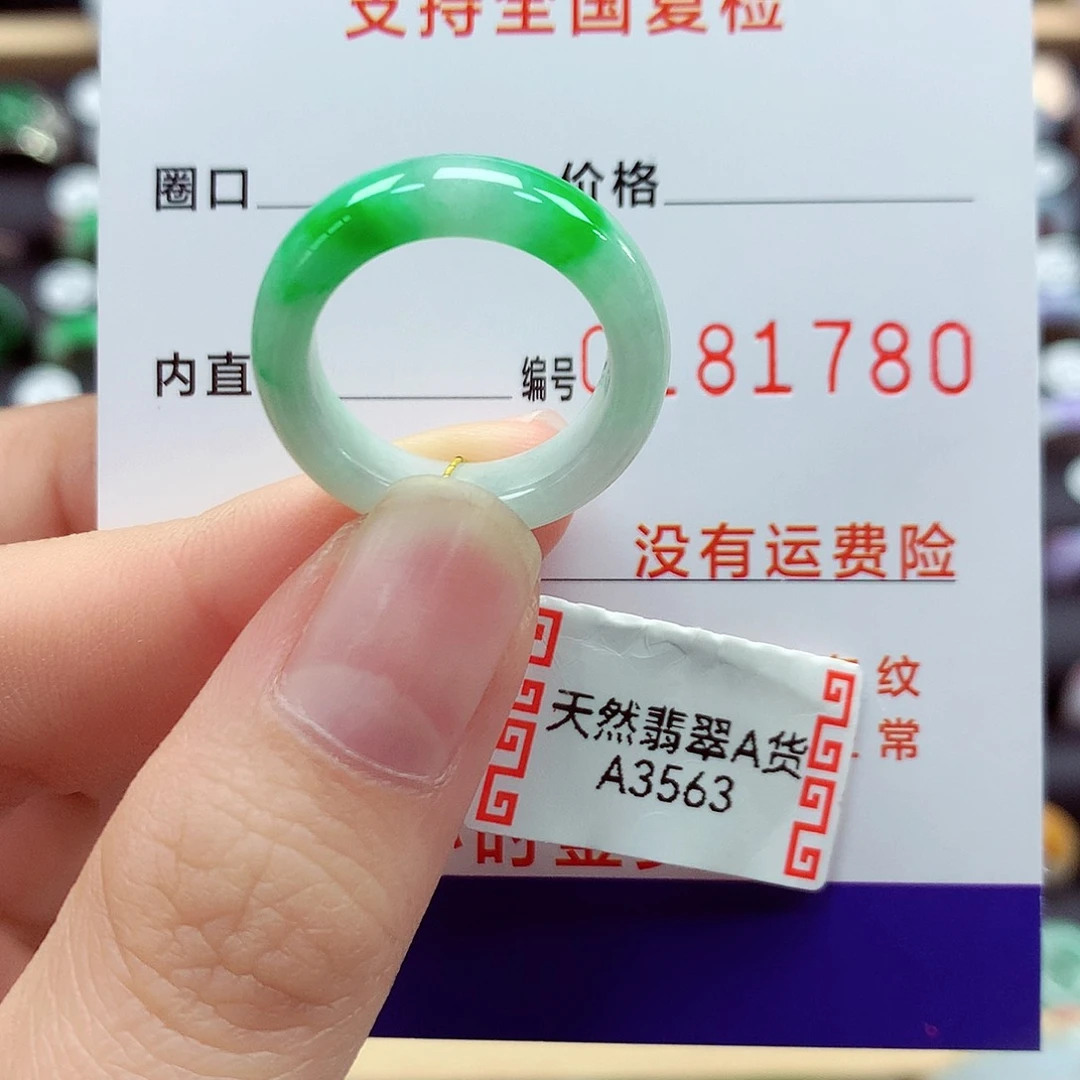 支持全国复检
圈口 价格
内直 编号 181780
没有运费险
纹
常
天然翡翠A货
A3563